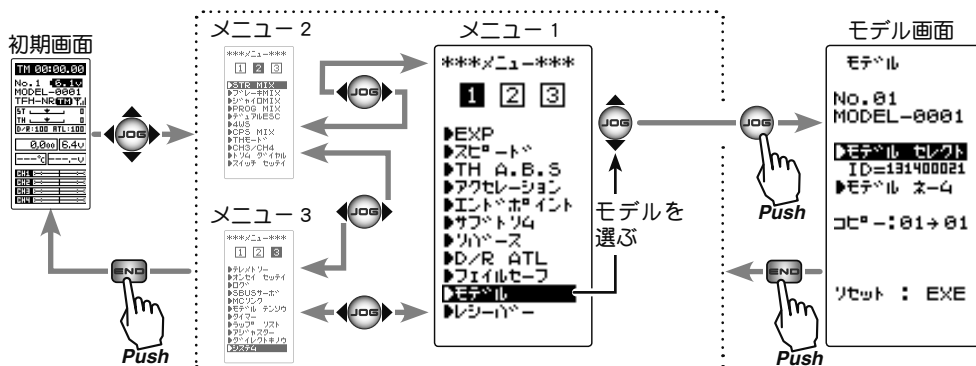 初期画面
TM 00:00.00
No.1 6.1v
MODEL-0001
TFH-NR TM
ST
TH
D/R:100 ATL:100
0.0 6.4v
---℃ --.-v
CH1
CH2
CH3
CH4
JOG
END
Push
メニュー 2
***メニュー***
1 2 3
▶STR MIX
▶ブレーキMIX
▶ジャイロMIX
▶PROG MIX
▶デュアルESC
▶4WS
▶CPS MIX
▶THモード
▶CH3/CH4
▶トリム ダイヤル
▶スイッチ セッテイ
メニュー 3
***メニュー***
1 2 3
▶テレメトリー
▶オンセイ セッテイ
▶ログ
▶SBUSサーボ
▶MCリンク
▶モデル テンソウ
▶タイマー
▶ラップ リスト
▶アジャスター
▶ダイレクトキノウ
▶システム
JOG
JOG
JOG
メニュー 1
***メニュー***
1 2 3
▶EXP
▶スピード
▶TH A.B.S
▶アクセレーション
▶エンドポイント
▶サブトリム
▶リバース
▶D/R ATL
▶フェイルセーフ
▶モデル
▶レシーバー
JOG
モデルを
選ぶ
JOG
Push
END
Push
モデル画面
モデル
No.01
MODEL-0001
▶モデル セレクト
ID=131400021
▶モデル ネーム
コピー:01→01
リセット : EXE